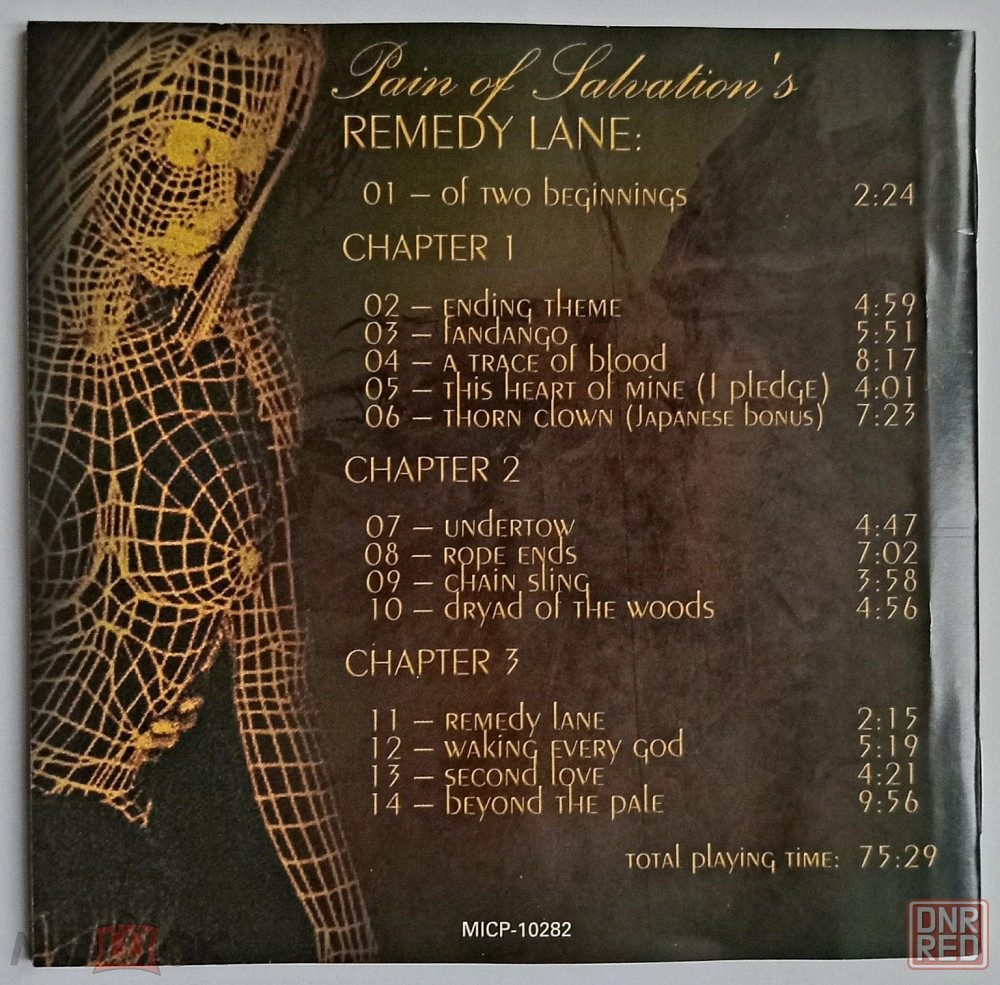 Pain of Salvation's
REMEDY LANE:
01 – of two beginnings 2:24
CHAPTER 1
02 – ending theme 4:59
03 – fandango 5:51
04 – a trace of blood 8:17
05 – this heart of mine (I pledge) 4:01
06 – thorn clown (Japanese bonus) 7:23
CHAPTER 2
07 – undertow 4:47
08 – rope ends 7:02
09 – chain sling 3:58
10 – dryad of the woods 4:56
CHAPTER 3
11 – remedy lane 2:15
12 – waking every god 5:19
13 – second love 4:21
14 – beyond the pale 9:56
total playing time: 75:29
MICP-10282
DNR
RED